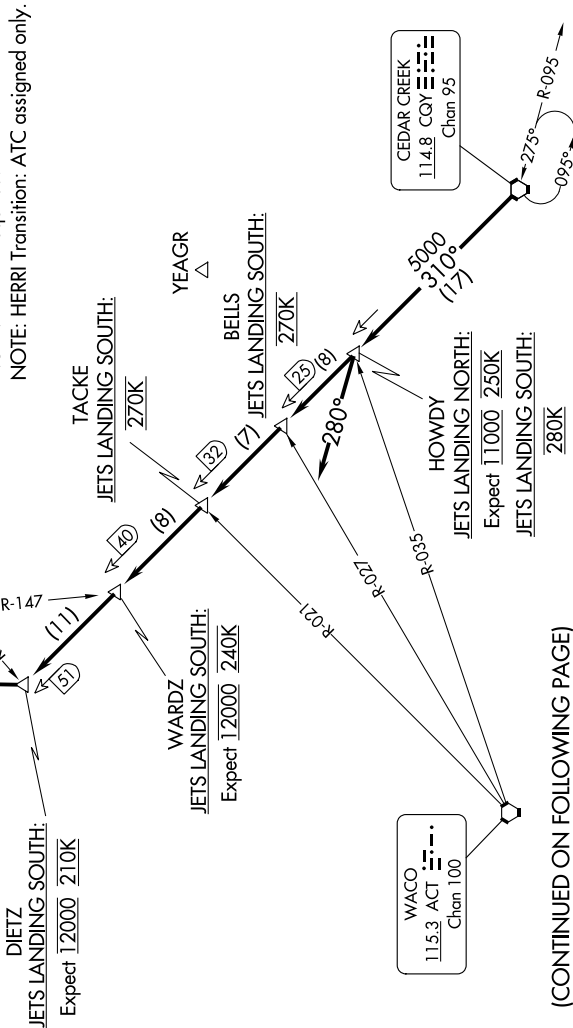 NOTE: HERRI Transition: ATC assigned only.
CEDAR CREEK
114.8 CQY
Chan 95
R-095
275°
095°
YEAGR
BELLS
JETS LANDING SOUTH:
270K
5000
310°
(17)
TACKE
JETS LANDING SOUTH:
270K
25
(8)
280°
HOWDY
JETS LANDING NORTH:
Expect 11000 250K
JETS LANDING SOUTH:
280K
32
(7)
40
(8)
R-147
(11)
51
R-021
R-027
R-035
WARDZ
JETS LANDING SOUTH:
Expect 12000 240K
DIETZ
JETS LANDING SOUTH:
Expect 12000 210K
WACO
115.3 ACT
Chan 100
(CONTINUED ON FOLLOWING PAGE)